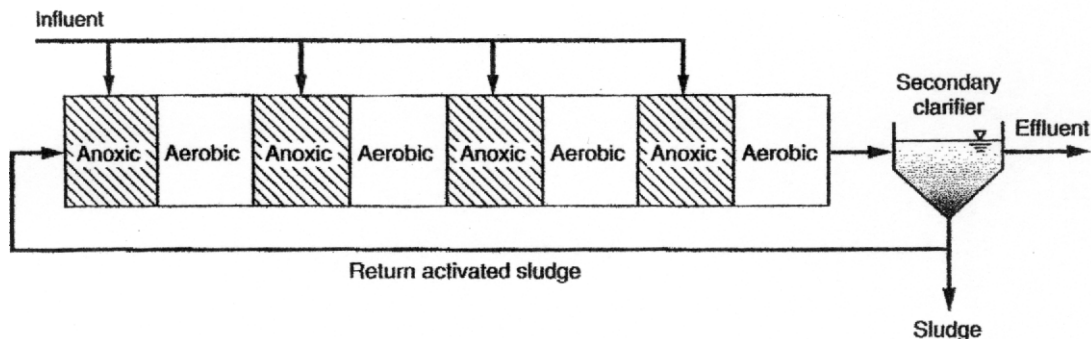 Influent
Secondary
clarifier
Effluent
Anoxic
Aerobic
Anoxic
Aerobic
Anoxic
Aerobic
Anoxic
Aerobic
Return activated sludge
Sludge